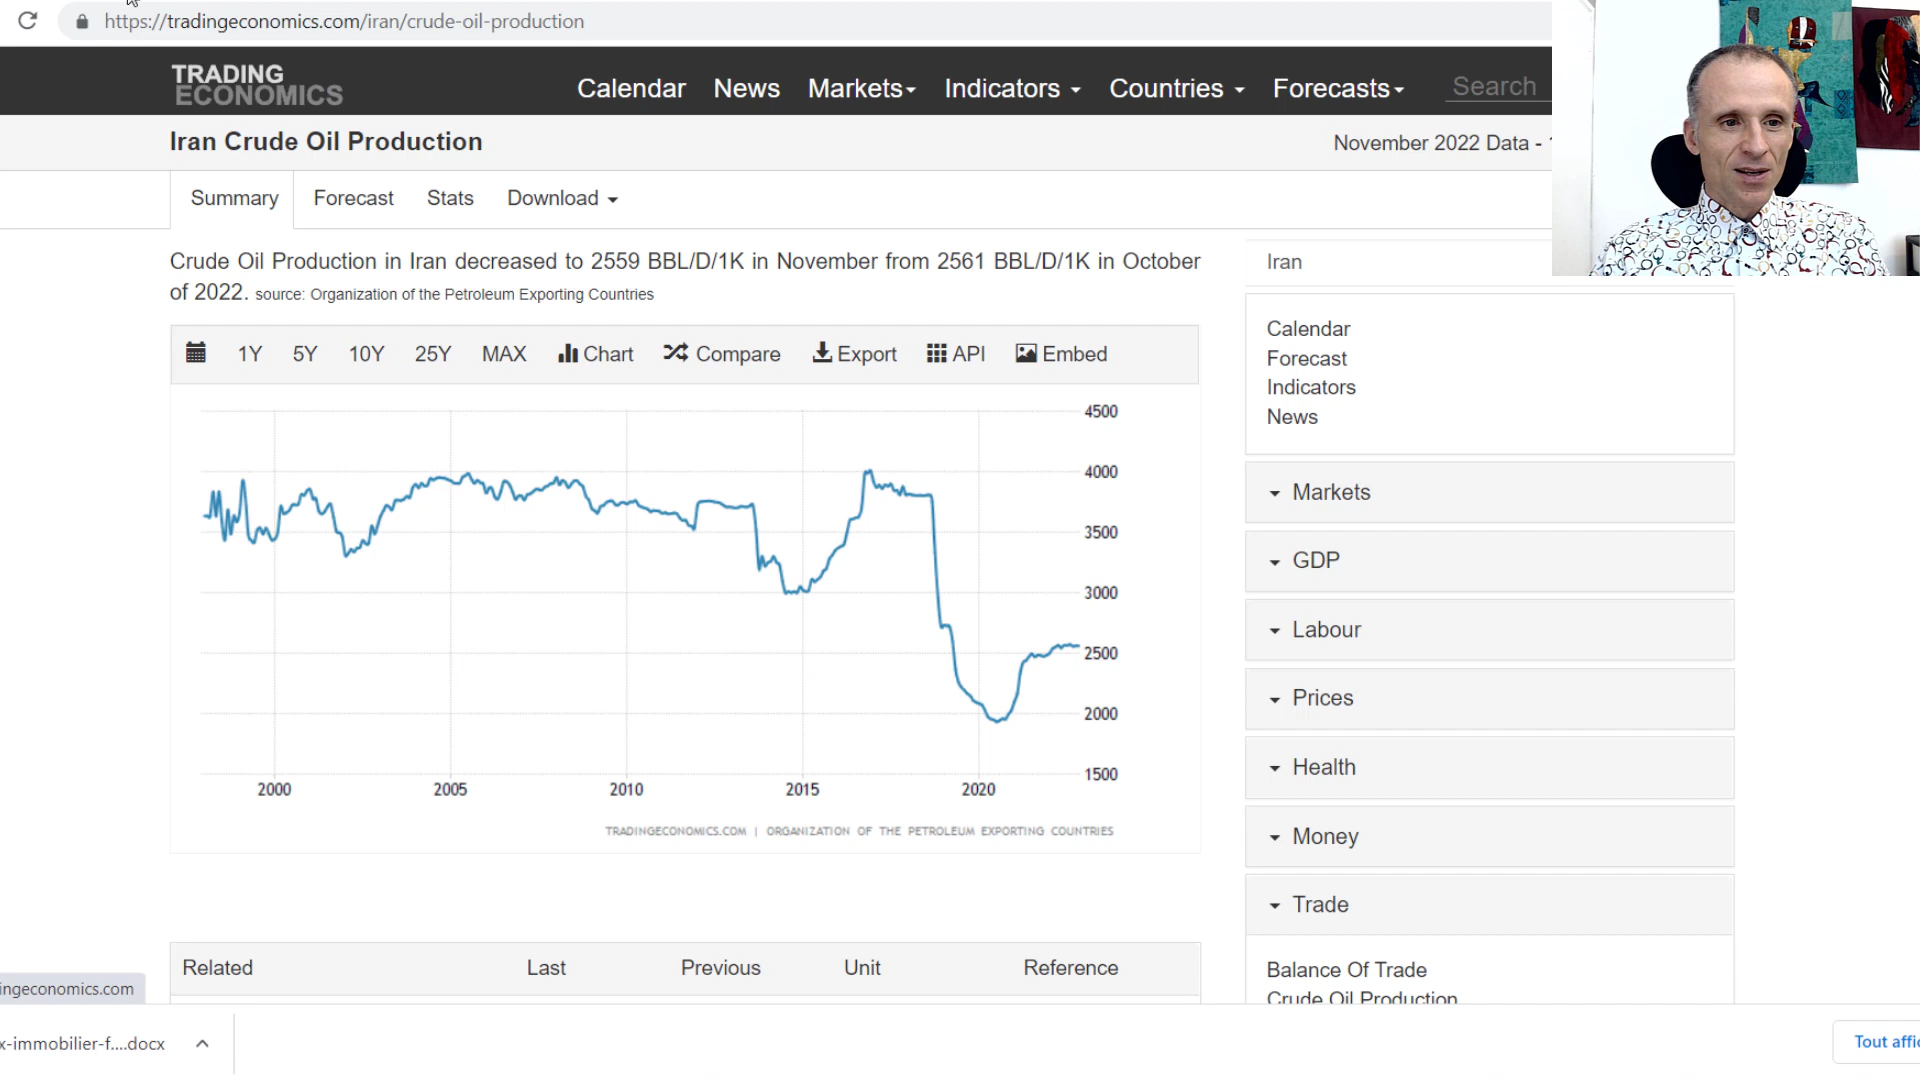 https://tradingeconomics.com/iran/crude-oil-production
TRADING
ECONOMICS
Calendar News Markets Indicators Countries Forecasts Search
Iran Crude Oil Production
November 2022 Data -
Summary Forecast Stats Download
Crude Oil Production in Iran decreased to 2559 BBL/D/1K in November from 2561 BBL/D/1K in October
of 2022. source: Organization of the Petroleum Exporting Countries
1Y 5Y 10Y 25Y MAX Chart Compare Export API Embed
4500
4000
3500
3000
2500
2000
1500
2000 2005 2010 2015 2020
TRADINGECONOMICS.COM | ORGANIZATION OF THE PETROLEUM EXPORTING COUNTRIES
Related Last Previous Unit Reference
Iran
Calendar
Forecast
Indicators
News
Markets
GDP
Labour
Prices
Health
Money
Trade
Balance Of Trade
Crude Oil Production
ingeconomics.com
x-immobilier-f....docx
Tout affic